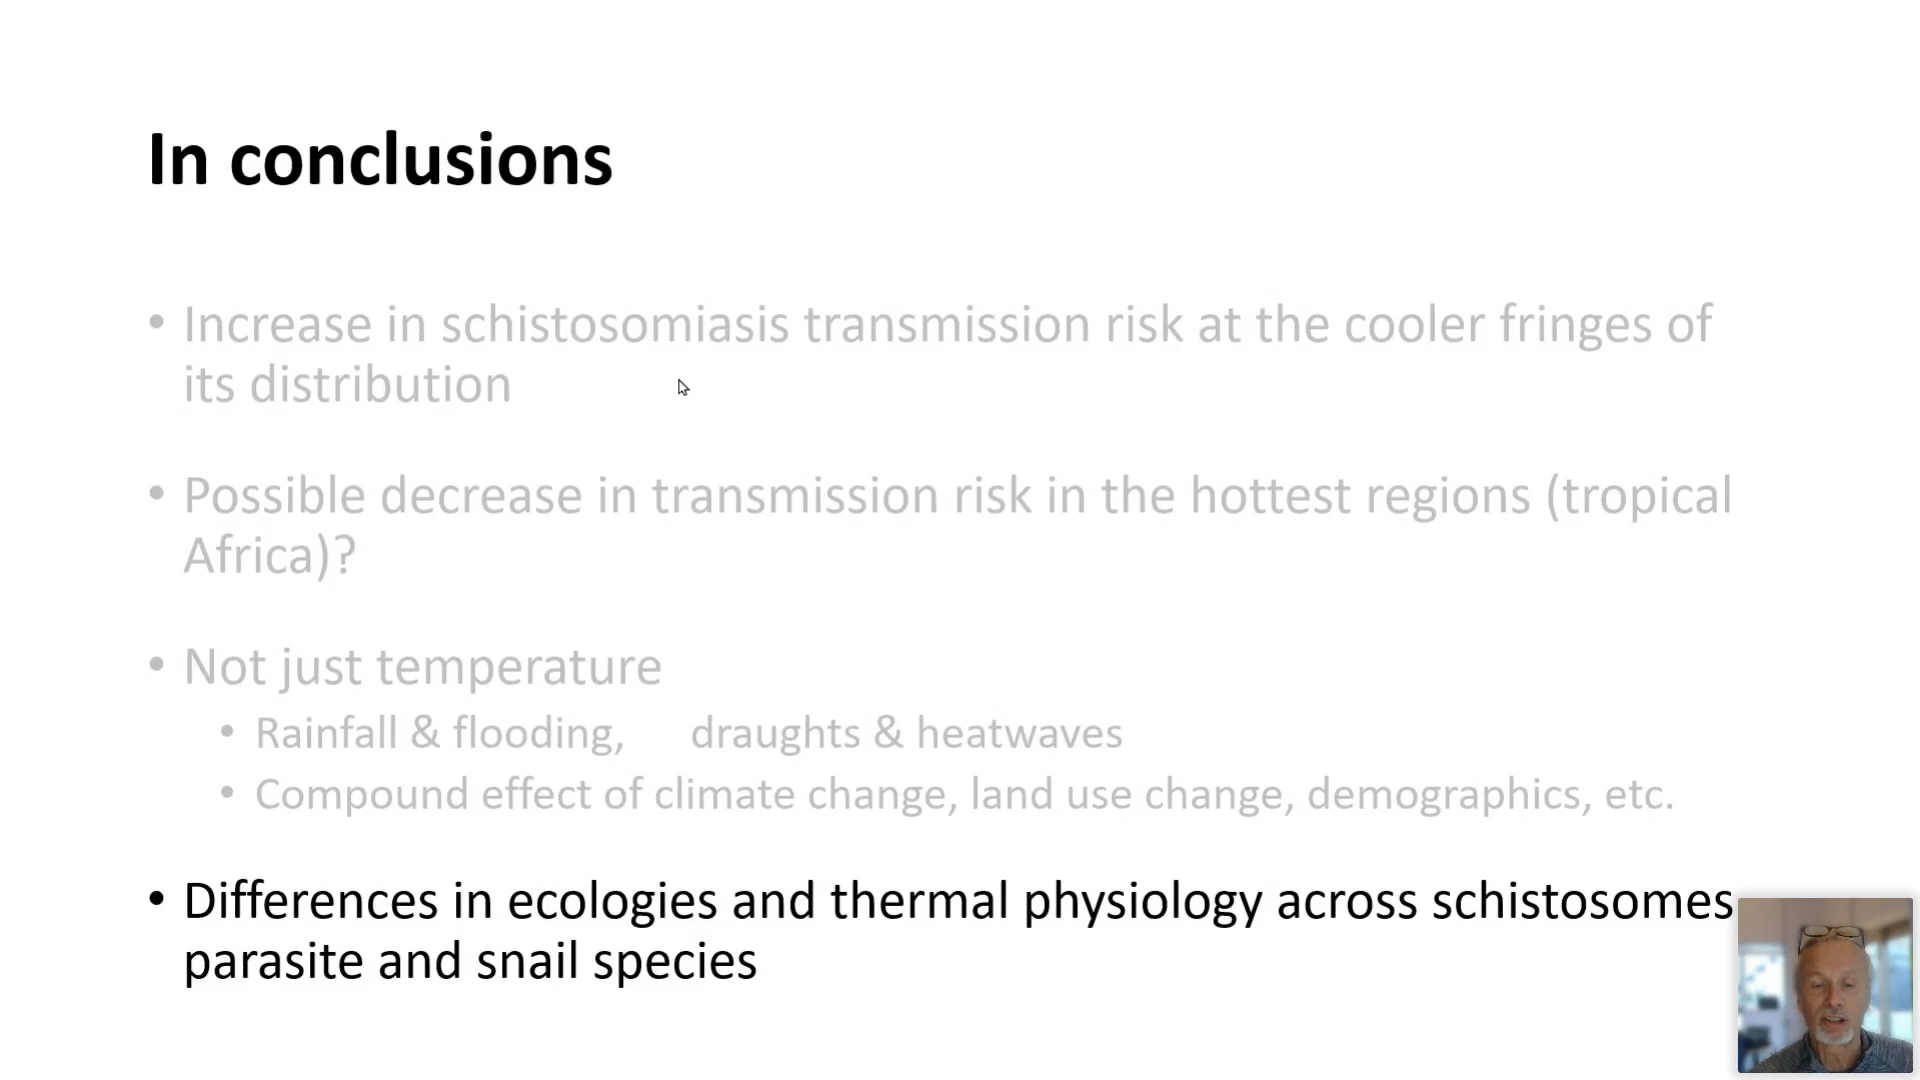 In conclusions
• Increase in schistosomiasis transmission risk at the cooler fringes of
its distribution
• Possible decrease in transmission risk in the hottest regions (tropical
Africa)?
• Not just temperature
• Rainfall & flooding, draughts & heatwaves
• Compound effect of climate change, land use change, demographics, etc.
• Differences in ecologies and thermal physiology across schistosomes
parasite and snail species